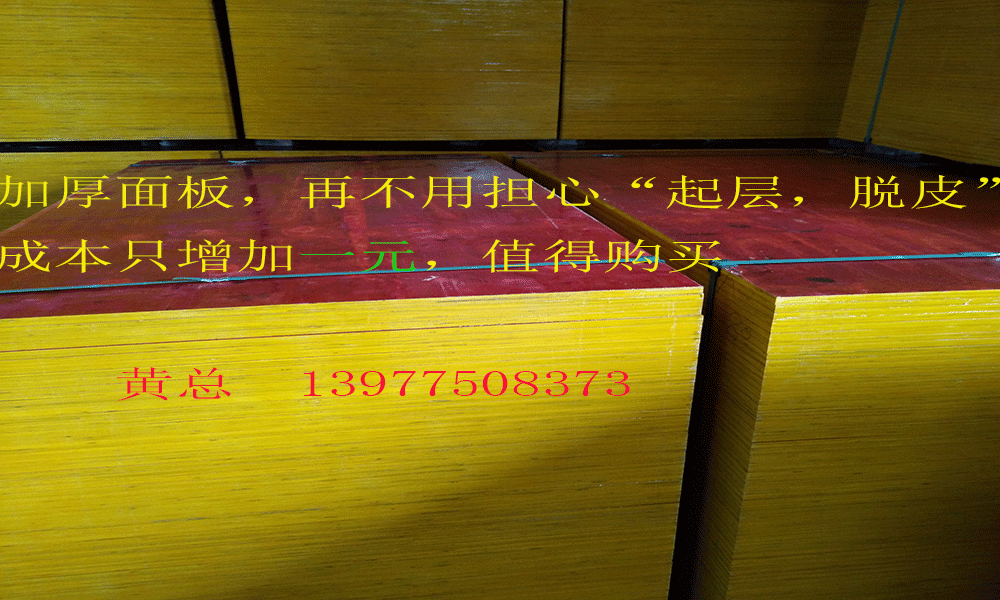 加厚面板，再不用担心“起层，脱皮”
成本只增加一元，值得购买
黄总 13977508373